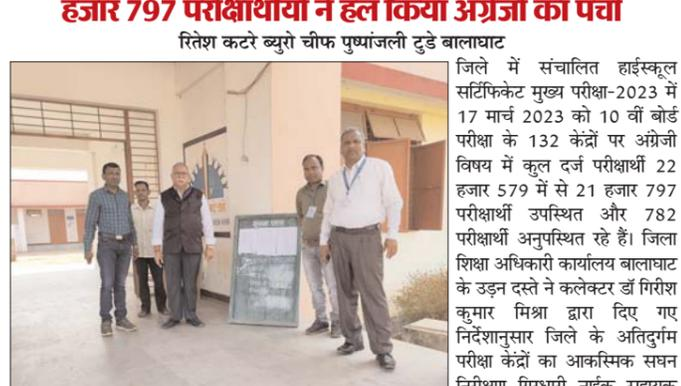 हजार 797 परीक्षार्थीयों ने हल किया अंग्रेजी का पर्चा
रितेश कटरे ब्युरो चीफ पुष्पांजली टुडे बालाघाट
जिले में संचालित हाईस्कूल
सर्टिफिकेट मुख्य परीक्षा-2023 में
17 मार्च 2023 को 10 वीं बोर्ड
परीक्षा के 132 केंद्रों पर अंग्रेजी
विषय में कुल दर्ज परीक्षार्थी 22
हजार 579 में से 21 हजार 797
परीक्षार्थी उपस्थित और 782
परीक्षार्थी अनुपस्थित रहे हैं। जिला
शिक्षा अधिकारी कार्यालय बालाघाट
के उड़न दस्ते ने कलेक्टर डॉ गिरीश
कुमार मिश्रा द्वारा दिए गए
निर्देशानुसार जिले के अतिदुर्गम
परीक्षा केंद्रों का आकस्मिक सघन